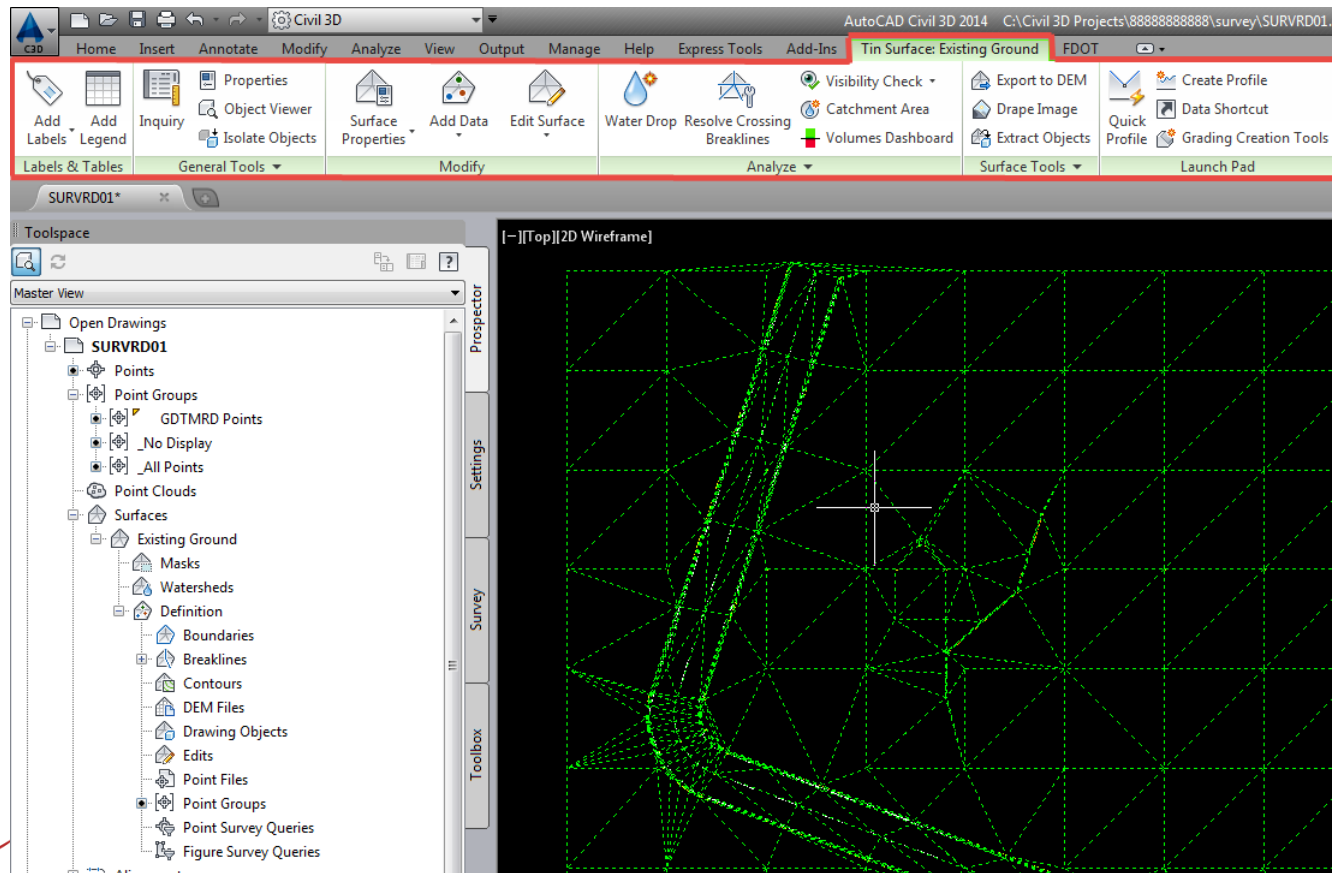 Civil 3D
AutoCAD Civil 3D 2014 C:\Civil 3D Projects\88888888888\survey\SURVRD01.
C3D
Home Insert Annotate Modify Analyze View Output Manage Help Express Tools Add-Ins Tin Surface: Existing Ground FDOT
Add Labels
Add Legend
Labels & Tables
Inquiry
Properties
Object Viewer
Isolate Objects
General Tools
Surface Properties
Add Data
Edit Surface
Modify
Water Drop
Resolve Crossing Breaklines
Visibility Check
Catchment Area
Volumes Dashboard
Analyze
Export to DEM
Drape Image
Extract Objects
Surface Tools
Quick Profile
Create Profile
Data Shortcut
Grading Creation Tools
Launch Pad
SURVRD01*
Toolspace
?
Master View
Open Drawings
SURVRD01
Points
Point Groups
GDTMRD Points
_No Display
_All Points
Point Clouds
Surfaces
Existing Ground
Masks
Watersheds
Definition
Boundaries
Breaklines
Contours
DEM Files
Drawing Objects
Edits
Point Files
Point Groups
Point Survey Queries
Figure Survey Queries
Prospector
Settings
Survey
Toolbox
[−][Top][2D Wireframe]